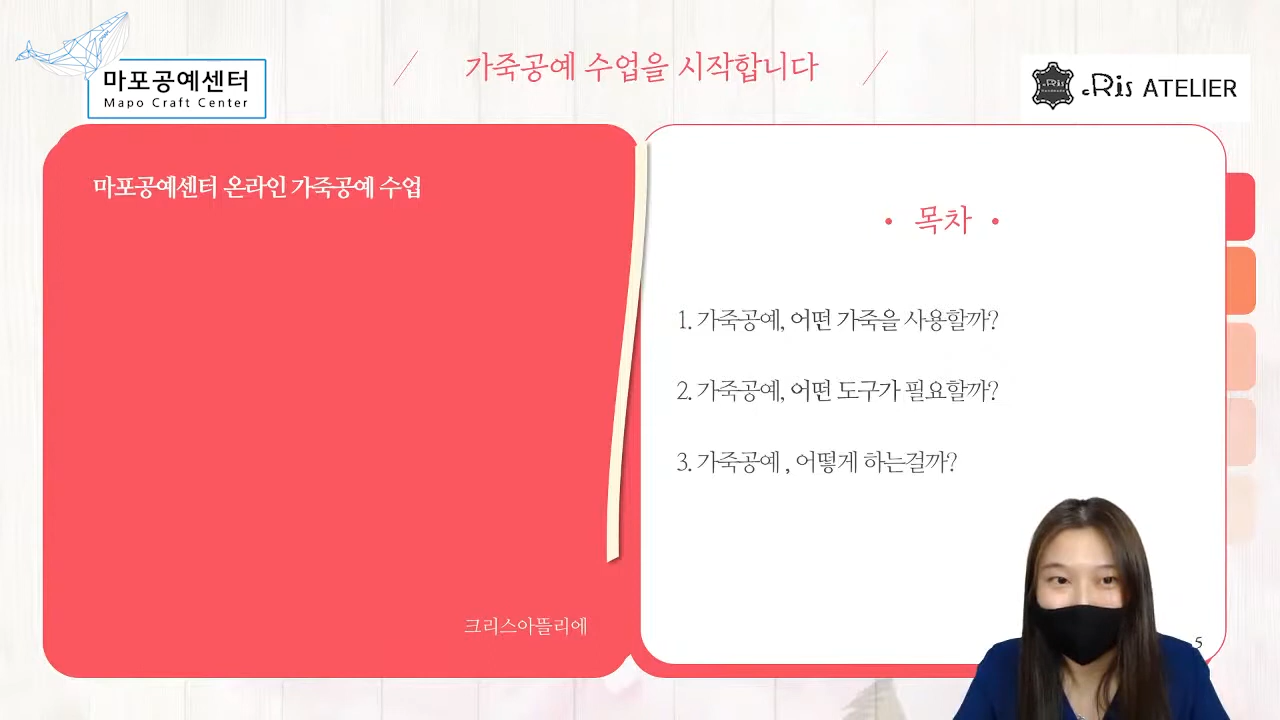 가죽공예 수업을 시작합니다
마포공예센터
Mapo Craft Center
cRis ATELIER
마포공예센터 온라인 가죽공예 수업
• 목차 •
1. 가죽공예, 어떤 가죽을 사용할까?
2. 가죽공예, 어떤 도구가 필요할까?
3. 가죽공예 , 어떻게 하는걸까?
크리스아뜰리에
5